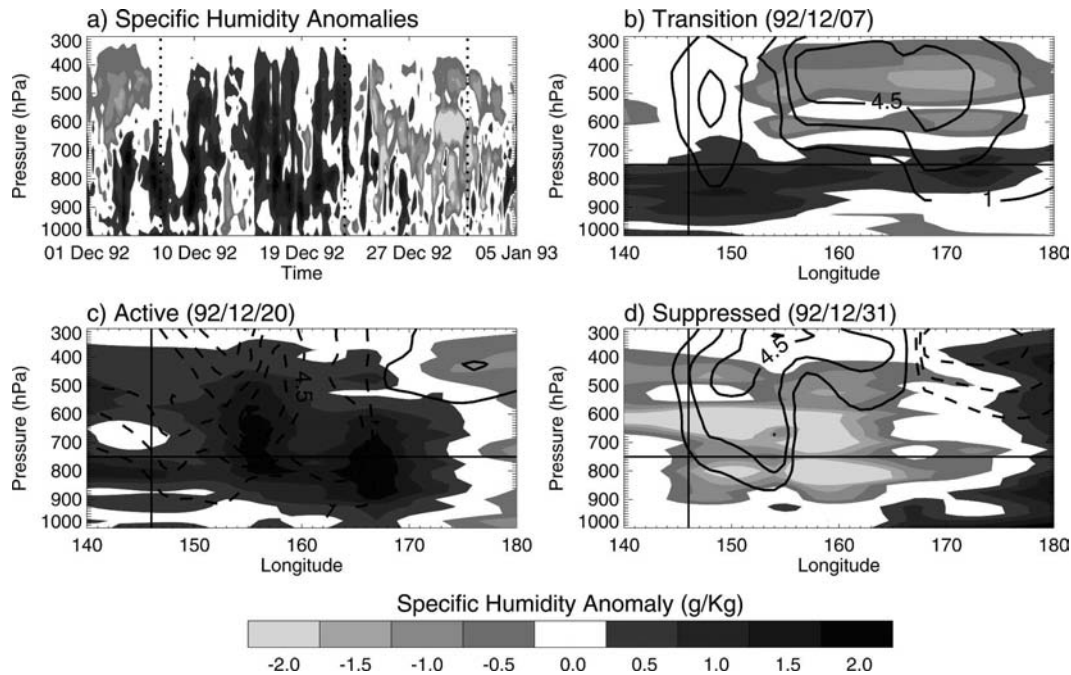 a) Specific Humidity Anomalies
Pressure (hPa)
300
400
500
600
700
800
900
1000
01 Dec 92 10 Dec 92 19 Dec 92 27 Dec 92 05 Jan 93
Time
b) Transition (92/12/07)
Pressure (hPa)
300
400
500
600
700
800
900
1000
4.5
1
140 150 160 170 180
Longitude
c) Active (92/12/20)
Pressure (hPa)
300
400
500
600
700
800
900
1000
4.5
140 150 160 170 180
Longitude
d) Suppressed (92/12/31)
Pressure (hPa)
300
400
500
600
700
800
900
1000
4.5
140 150 160 170 180
Longitude
Specific Humidity Anomaly (g/Kg)
-2.0 -1.5 -1.0 -0.5 0.0 0.5 1.0 1.5 2.0